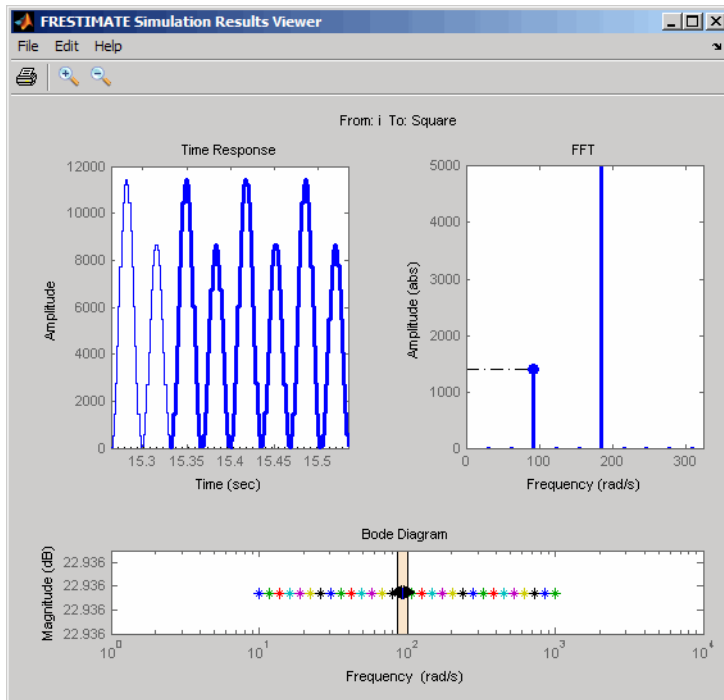 FRESTIMATE Simulation Results Viewer
File Edit Help
From: i To: Square
Time Response
12000
10000
8000
6000
4000
2000
0
Amplitude
15.3 15.35 15.4 15.45 15.5
Time (sec)
FFT
5000
4000
3000
2000
1000
0
Amplitude (abs)
0 100 200 300
Frequency (rad/s)
Bode Diagram
22.936
22.936
22.936
22.936
Magnitude (dB)
10^0 10^1 10^2 10^3 10^4
Frequency (rad/s)